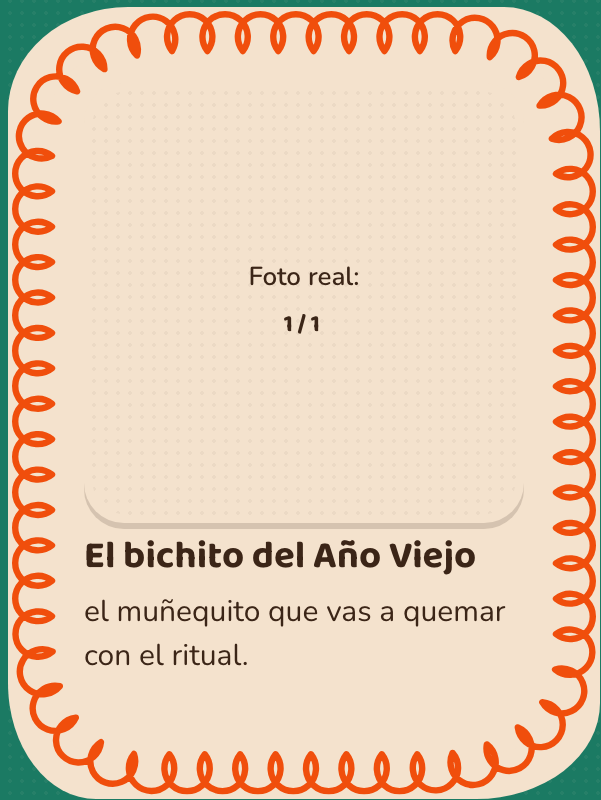 Foto real:
1/1
El bichito del Año Viejo
el muñequito que vas a quemar
con el ritual.